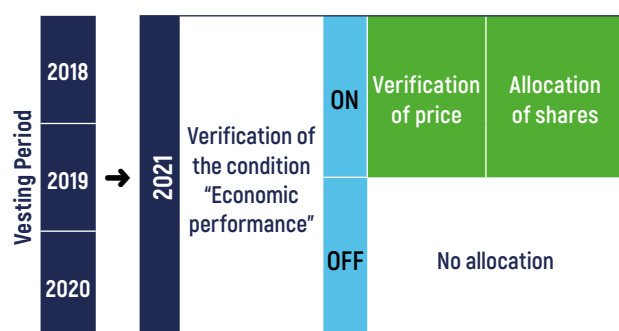 Vesting Period
2018
2019
2020
➔
2021
Verification of
the condition
“Economic
performance”
ON
Verification
of price
Allocation
of shares
OFF
No allocation